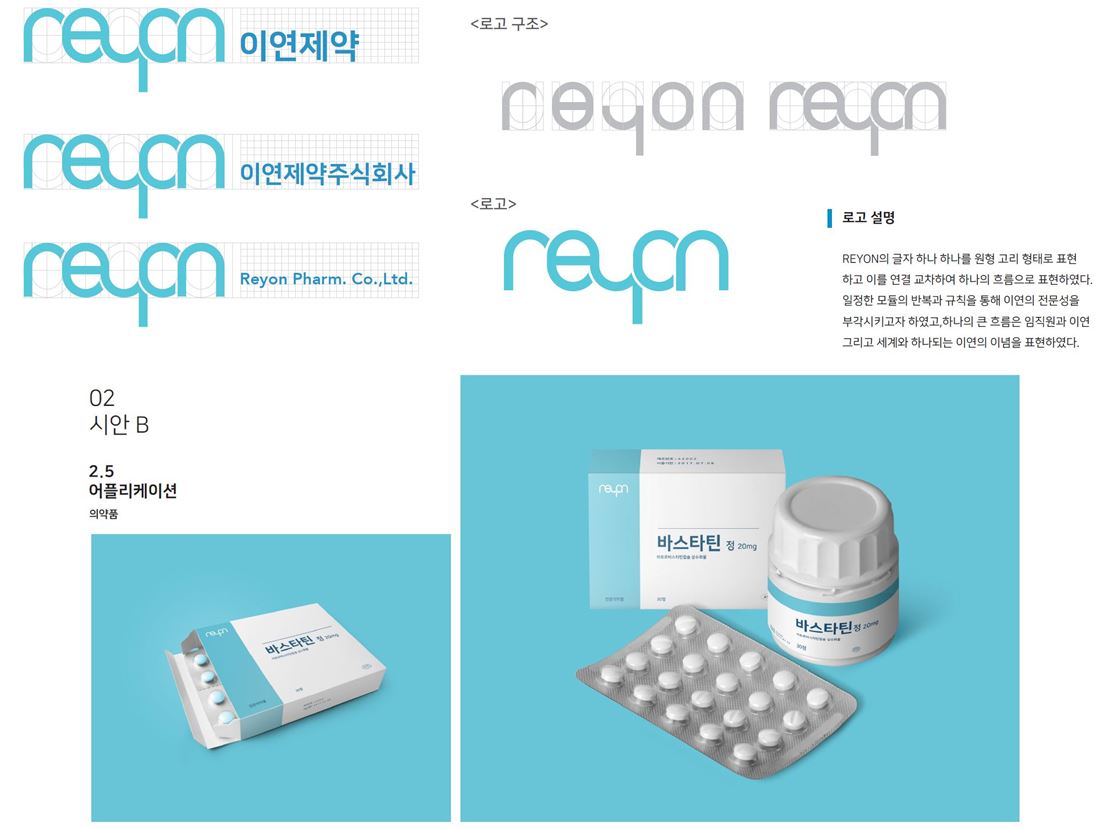 reyon 이연제약
reyon 이연제약주식회사
reyon Reyon Pharm. Co.,Ltd.
<로고 구조>
reyon reyon
<로고>
reyon
로고 설명
REYON의 글자 하나 하나를 원형 고리 형태로 표현
하고 이를 연결 교차하여 하나의 흐름으로 표현하였다.
일정한 모듈의 반복과 규칙을 통해 이연의 전문성을
부각시키고자 하였고,하나의 큰 흐름은 임직원과 이연
그리고 세계와 하나되는 이연의 이념을 표현하였다.
02
시안 B
2.5
어플리케이션
의약품
reyon
바스타틴 정 20mg
30정
reyon
바스타틴 정 20mg
전문의약품
30정
바스타틴정 20mg
30정